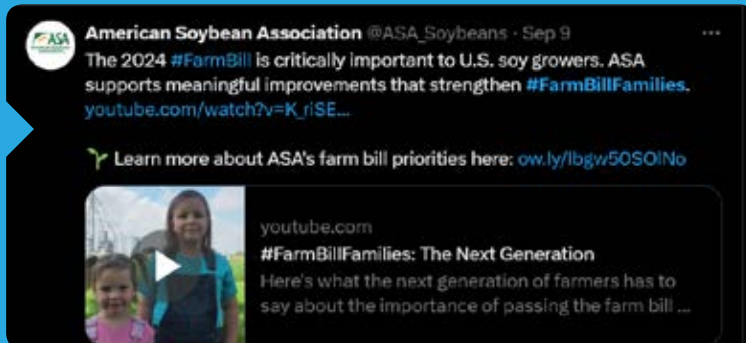 ASA
American Soybean Association @ASA_Soybeans · Sep 9
The 2024 #FarmBill is critically important to U.S. soy growers. ASA
supports meaningful improvements that strengthen #FarmBillFamilies.
youtube.com/watch?v=K_riSE...
Learn more about ASA's farm bill priorities here: ow.ly/lbgw50SOlNo
youtube.com
#FarmBillFamilies: The Next Generation
Here's what the next generation of farmers has to
say about the importance of passing the farm bill ...